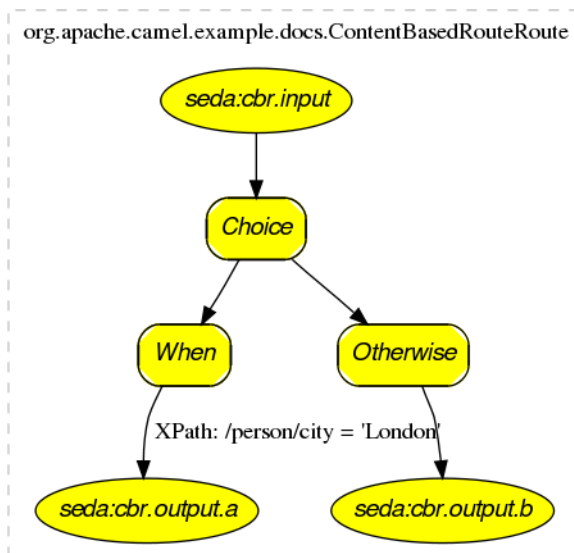 org.apache.camel.example.docs.ContentBasedRouteRoute
seda:cbr.input
Choice
When
Otherwise
XPath: /person/city = 'London'
seda:cbr.output.a
seda:cbr.output.b